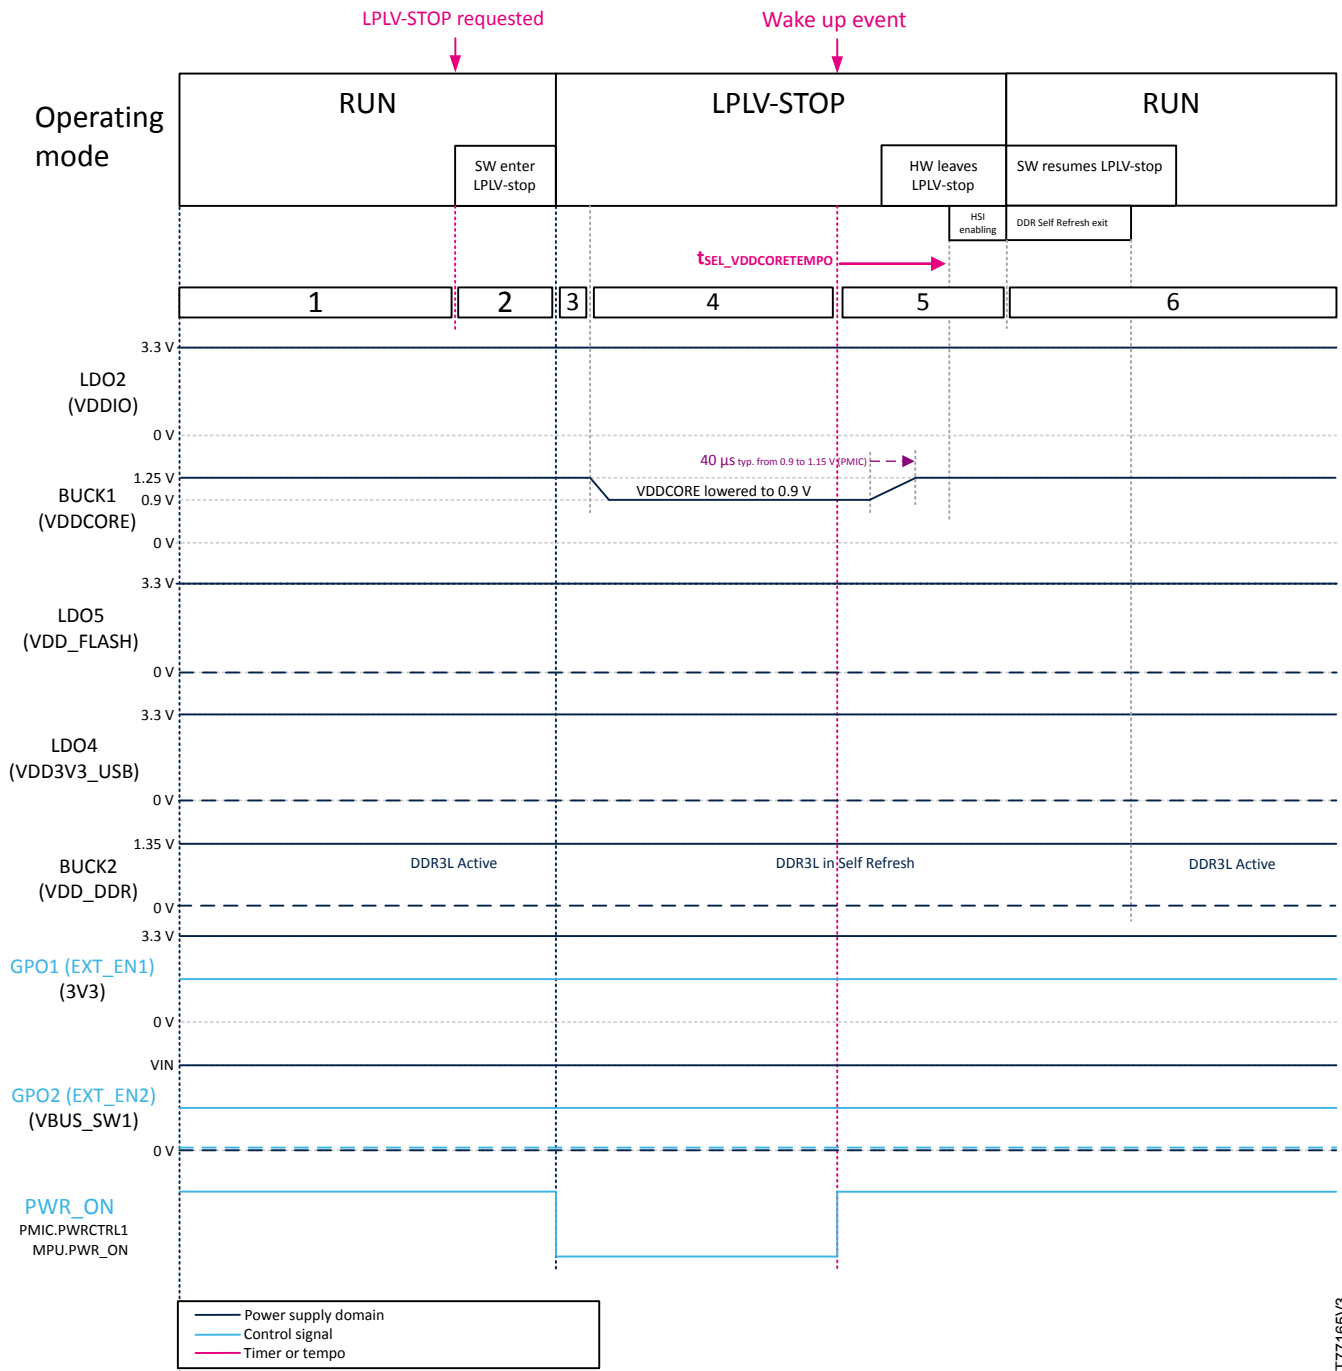 LPLV-STOP requested
Wake up event
Operating
mode
RUN
LPLV-STOP
RUN
SW enter
LPLV-stop
HW leaves
LPLV-stop
SW resumes LPLV-stop
HSI
enabling
DDR Self Refresh exit
tSEL_VDDCORETEMPO
1
2
3
4
5
6
3.3 V
LDO2
(VDDIO)
0 V
40 µs typ. from 0.9 to 1.15 V (PMIC)
1.25 V
BUCK1
0.9 V
VDDCORE lowered to 0.9 V
(VDDCORE)
0 V
3.3 V
LDO5
(VDD_FLASH)
0 V
3.3 V
LDO4
(VDD3V3_USB)
0 V
1.35 V
BUCK2
(VDD_DDR)
DDR3L Active
DDR3L in Self Refresh
DDR3L Active
0 V
3.3 V
GPO1 (EXT_EN1)
(3V3)
0 V
VIN
GPO2 (EXT_EN2)
(VBUS_SW1)
0 V
PWR_ON
PMIC.PWRCTRL1
MPU.PWR_ON
Power supply domain
Control signal
Timer or tempo